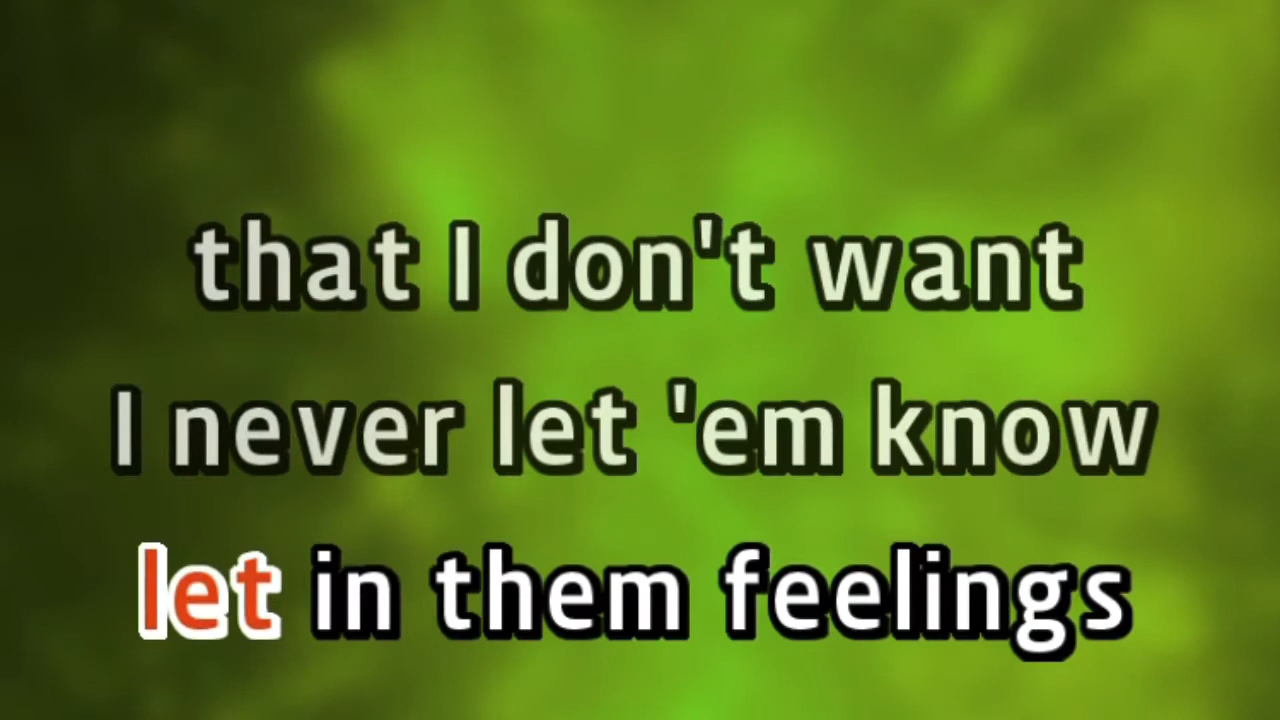 that I don't want
I never let 'em know
let in them feelings